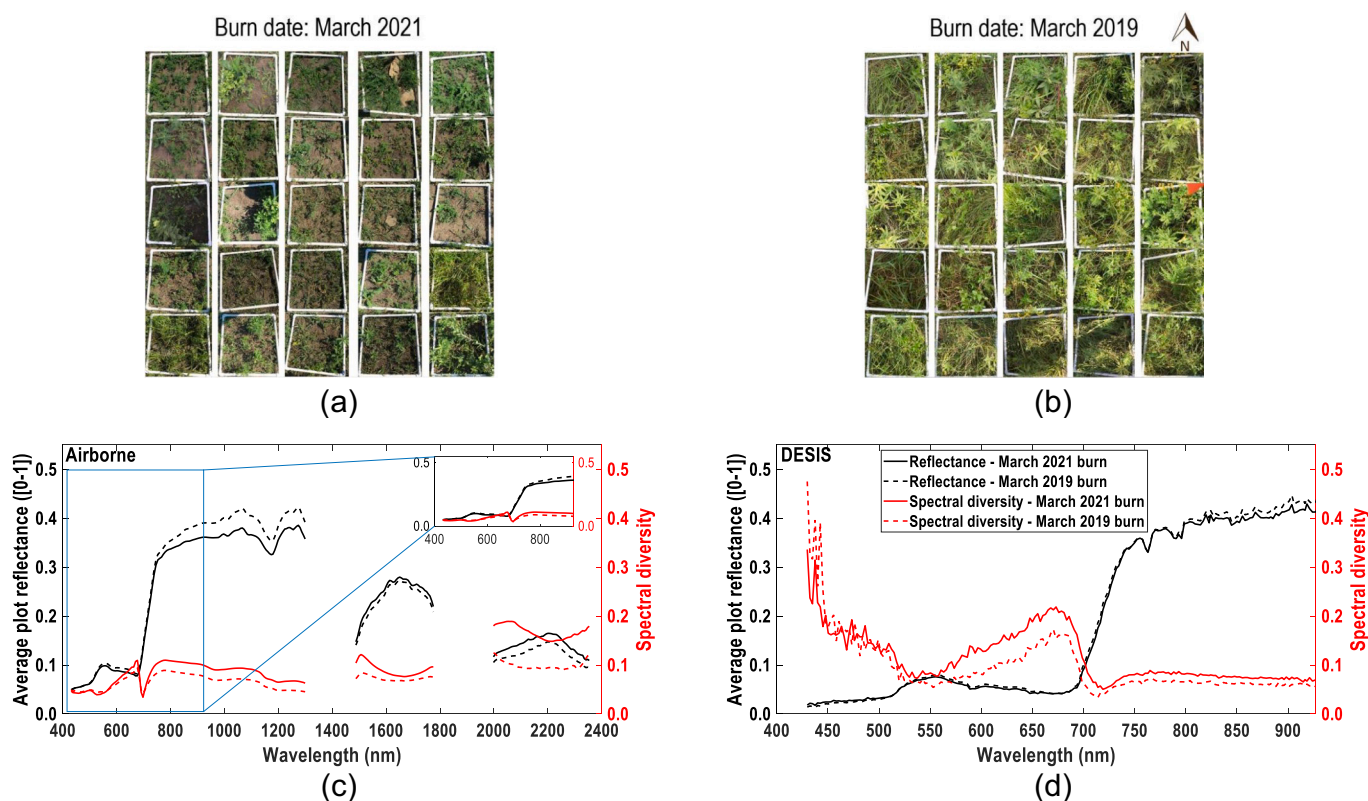 Burn date: March 2021
Burn date: March 2019
N
(a)
(b)
Airborne
Average plot reflectance ([0-1])
0.5
0.4
0.3
0.2
0.1
0.0
400 600 800 1000 1200 1400 1600 1800 2000 2200 2400
Wavelength (nm)
0.5
0.4
0.3
0.2
0.1
0.0
Spectral diversity
0.5
0.0
400 600 800
0.5
0.0
(c)
DESIS
Average plot reflectance ([0-1])
0.5
0.4
0.3
0.2
0.1
0.0
400 450 500 550 600 650 700 750 800 850 900
Wavelength (nm)
0.5
0.4
0.3
0.2
0.1
0.0
Spectral diversity
Reflectance - March 2021 burn
Reflectance - March 2019 burn
Spectral diversity - March 2021 burn
Spectral diversity - March 2019 burn
(d)